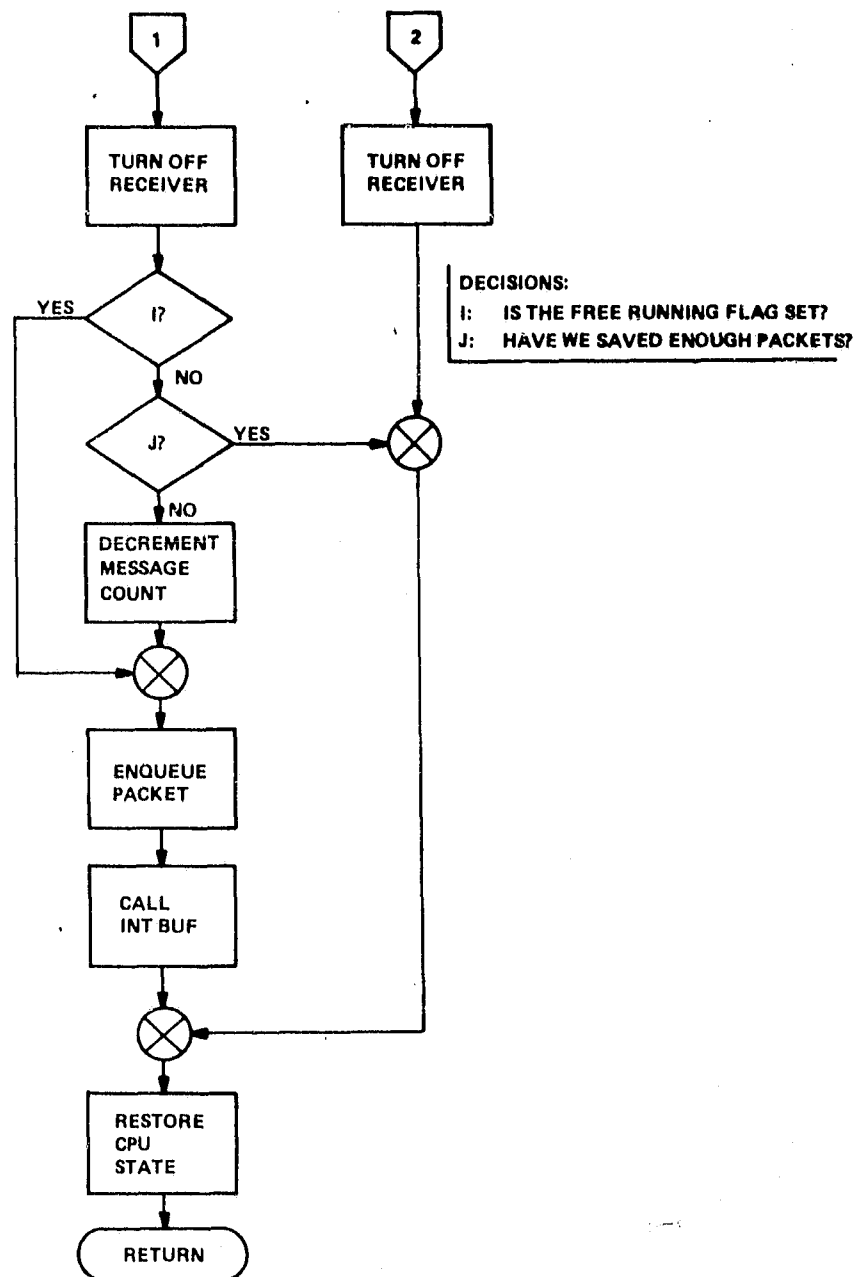 1
2
TURN OFF
RECEIVER
TURN OFF
RECEIVER
DECISIONS:
I: IS THE FREE RUNNING FLAG SET?
J: HAVE WE SAVED ENOUGH PACKETS?
YES
I?
NO
J?
YES
NO
DECREMENT
MESSAGE
COUNT
ENQUEUE
PACKET
CALL
INT BUF
RESTORE
CPU
STATE
RETURN